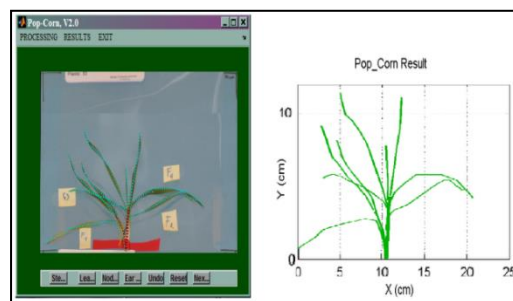 Pop-Corn, V2.0
PROCESSING RESULTS EXIT
Ste... Lea... Nod... Ear ... Undo Reset Nex...
Pop_Corn Result
Y (cm)
10
0
0 5 10 15 20 25
X (cm)